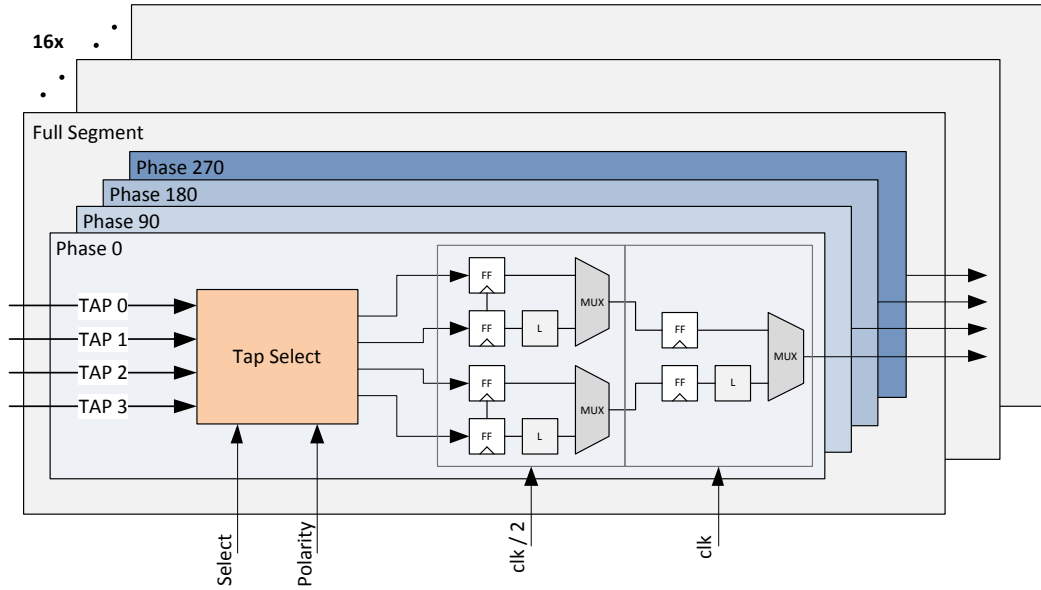 16x
Full Segment
Phase 270
Phase 180
Phase 90
Phase 0
TAP 0
TAP 1
TAP 2
TAP 3
Tap Select
FF
FF
L
MUX
FF
FF
L
MUX
FF
FF
L
MUX
Select
Polarity
clk / 2
clk